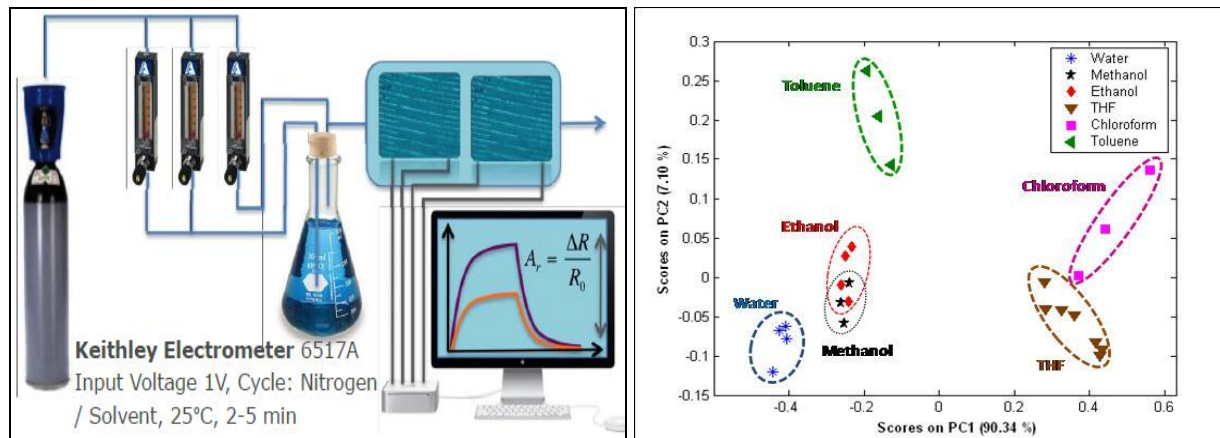 Keithley Electrometer 6517A
Input Voltage 1V, Cycle: Nitrogen
/ Solvent, 25°C, 2-5 min
A_r = ΔR / R_0
0.3
0.25
0.2
0.15
0.1
0.05
0
-0.05
-0.1
-0.15
Scores on PC2 (7.10 %)
Water
Methanol
Ethanol
THF
Chloroform
Toluene
Toluene
Chloroform
Ethanol
Water
Methanol
THF
-0.6
-0.4
-0.2
0
0.2
0.4
0.6
Scores on PC1 (90.34 %)